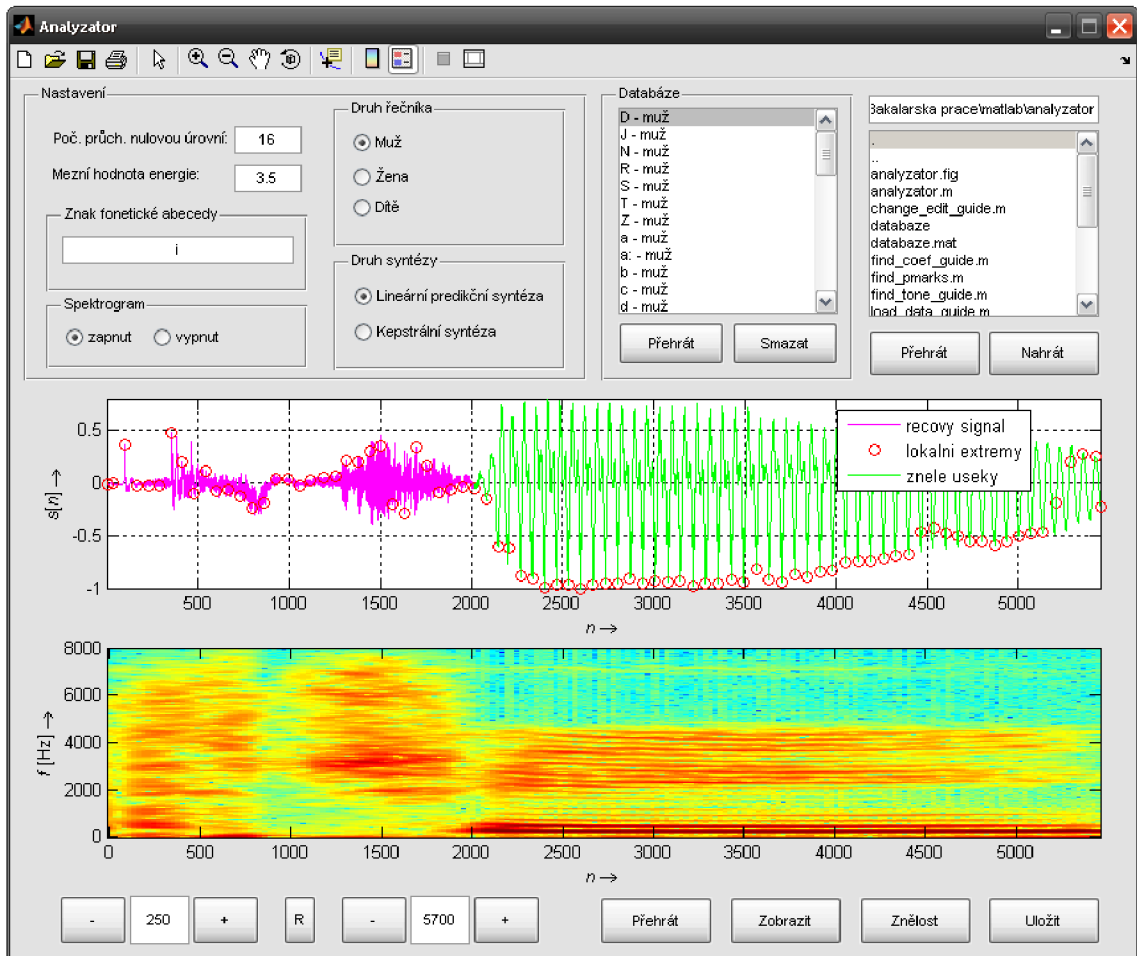 Analyzator
Nastavení
Poč. průch. nulovou úrovní:
16
Mezní hodnota energie:
3.5
Znak fonetické abecedy
i
Spektrogram
zapnut
vypnut
Druh řečníka
Muž
Žena
Dítě
Druh syntézy
Lineární predikční syntéza
Kepstrální syntéza
Databáze
D - muž
J - muž
N - muž
R - muž
S - muž
T - muž
Z - muž
a - muž
a: - muž
b - muž
c - muž
d - muž
Přehrát
Smazat
Bakalarska prace\matlab\analyzator
.
..
analyzator.fig
analyzator.m
change_edit_guide.m
databaze
databaze.mat
find_coef_guide.m
find_pmarks.m
find_tone_guide.m
load_data_guide.m
Přehrát
Nahrát
0.5
0
-0.5
-1
s[n] →
recovy signal
lokalni extremy
znele useky
500 1000 1500 2000 2500 3000 3500 4000 4500 5000
n →
8000
6000
4000
2000
0
f [Hz] →
0 500 1000 1500 2000 2500 3000 3500 4000 4500 5000
n →
-
250
+
R
-
5700
+
Přehrát
Zobrazit
Znělost
Uložit